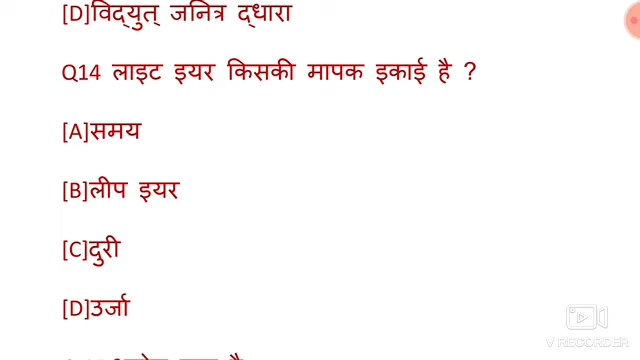 [D]विद्युत् जनित्र द्धारा
Q14 लाइट इयर किसकी मापक इकाई है ?
[A]समय
[B]लीप इयर
[C]दुरी
[D]उर्जा
V RECORDER